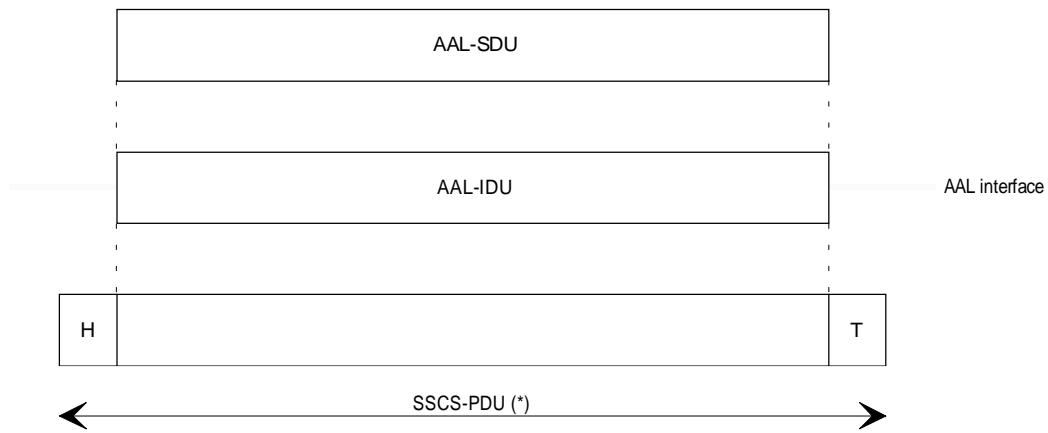 AAL-SDU
AAL-IDU
AAL interface
H
T
SSCS-PDU (*)